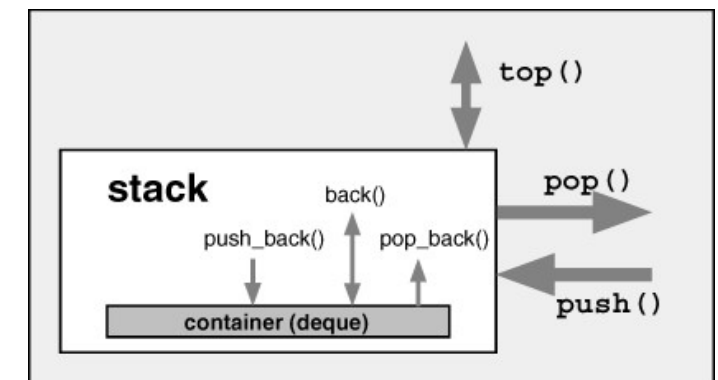 top()
stack
pop()
back()
push_back()
pop_back()
push()
container (deque)